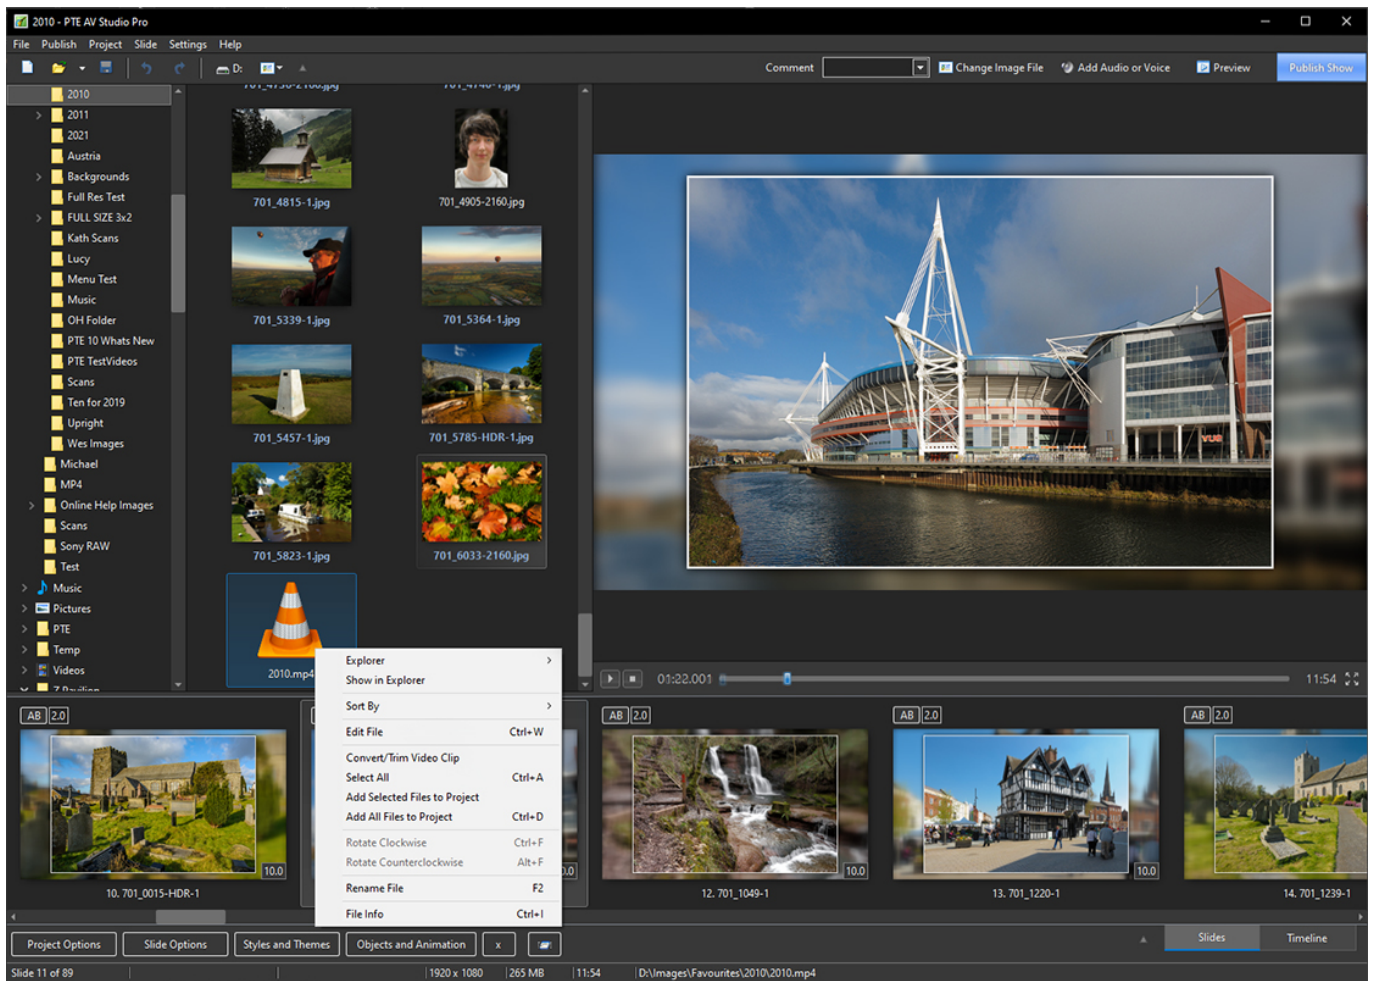 2010 - PTE AV Studio Pro
File Publish Project Slide Settings Help
D:
Comment
Change Image File
Add Audio or Voice
Preview
Publish Show
2010
2011
2021
Austria
Backgrounds
Full Res Test
FULL SIZE 3x2
Kath Scans
Lucy
Menu Test
Music
OH Folder
PTE 10 Whats New
PTE TestVideos
Scans
Ten for 2019
Upright
Wes Images
Michael
MP4
Online Help Images
Scans
Sony RAW
Test
Music
Pictures
PTE
Temp
Videos
701_4815-1.jpg
701_4905-2160.jpg
701_5339-1.jpg
701_5364-1.jpg
701_5457-1.jpg
701_5785-HDR-1.jpg
701_5823-1.jpg
701_6033-2160.jpg
2010.mp4
VUE
01:22.001
11:54
Explorer
Show in Explorer
Sort By
Edit File Ctrl+W
Convert/Trim Video Clip
Select All Ctrl+A
Add Selected Files to Project
Add All Files to Project Ctrl+D
Rotate Clockwise Ctrl+F
Rotate Counterclockwise Alt+F
Rename File F2
File Info Ctrl+I
AB 2.0
10.0
10. 701_0015-HDR-1
AB 2.0
10.0
12. 701_1049-1
AB 2.0
10.0
13. 701_1220-1
AB 2.0
14. 701_1239-1
Project Options
Slide Options
Styles and Themes
Objects and Animation
x
Slides
Timeline
Slide 11 of 89
1920 x 1080
265 MB
11:54
D:\Images\Favourites\2010\2010.mp4